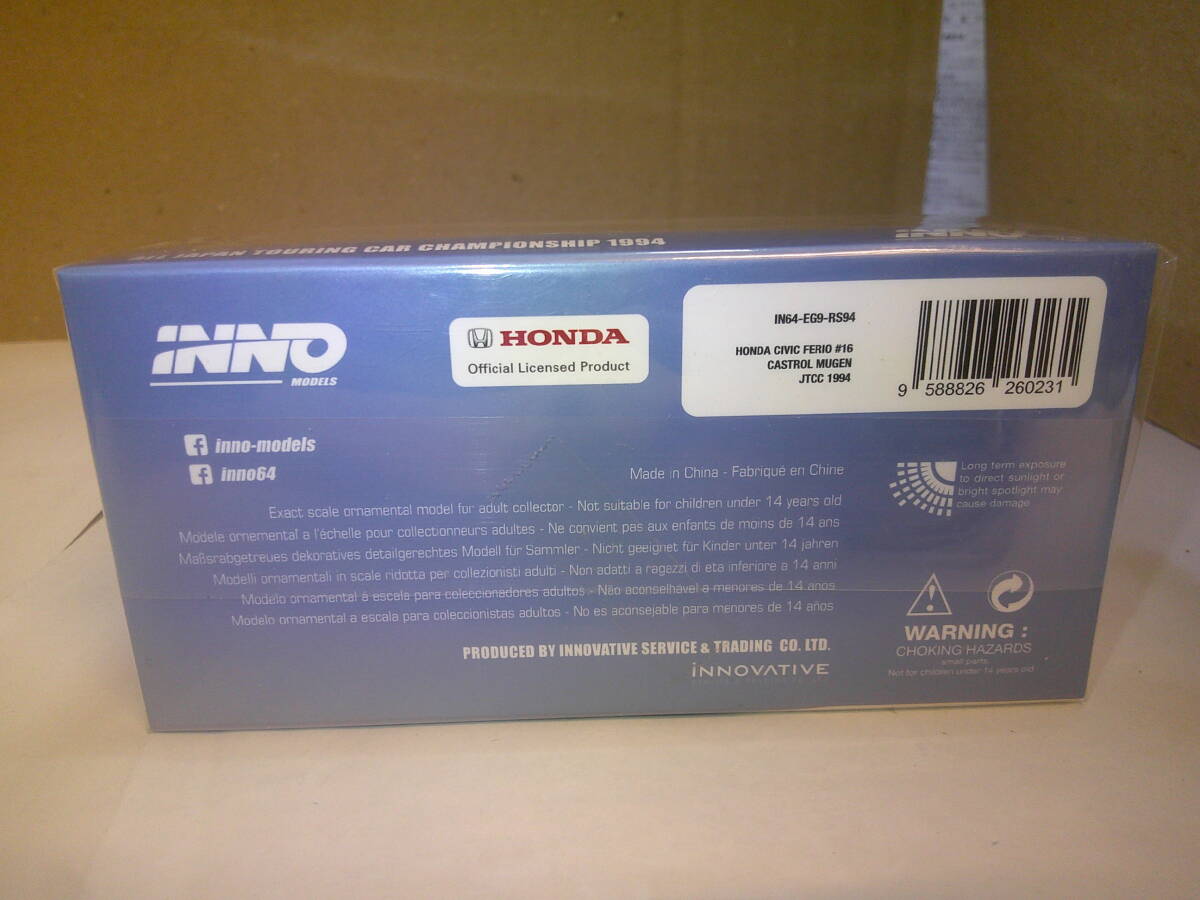 ALL JAPAN TOURING CAR CHAMPIONSHIP 1994
INNO
INNO
MODELS
HONDA
Official Licensed Product
IN64-EG9-RS94
HONDA CIVIC FERIO #16
CASTROL MUGEN
JTCC 1994
9 588826 260231
inno-models
inno64
Made in China - Fabriqué en Chine
Long term exposure
to direct sunlight or
bright spotlight may
cause damage
Exact scale ornamental model for adult collector - Not suitable for children under 14 years old
Modele ornemental a l'échelle pour collectionneurs adultes - Ne convient pas aux enfants de moins de 14 ans
Maßsrabgetreues dekoratives detailgerechtes Modell für Sammler - Nicht geeignet für Kinder unter 14 jahren
Modelli ornamentali in scale ridotta per collezionisti adulti - Non adatti a ragezzi di eta inferiore a 14 anni
Modelo ornamental á escala para coleccionadores adultos - Não aconselhável a menores de 14 anos
Modelo ornamental a escala para coleccionistas adultos - No es aconsejable para menores de 14 años
PRODUCED BY INNOVATIVE SERVICE & TRADING CO. LTD.
INNOVATIVE
WARNING :
CHOKING HAZARDS
small parts.
Not for children under 14 years old